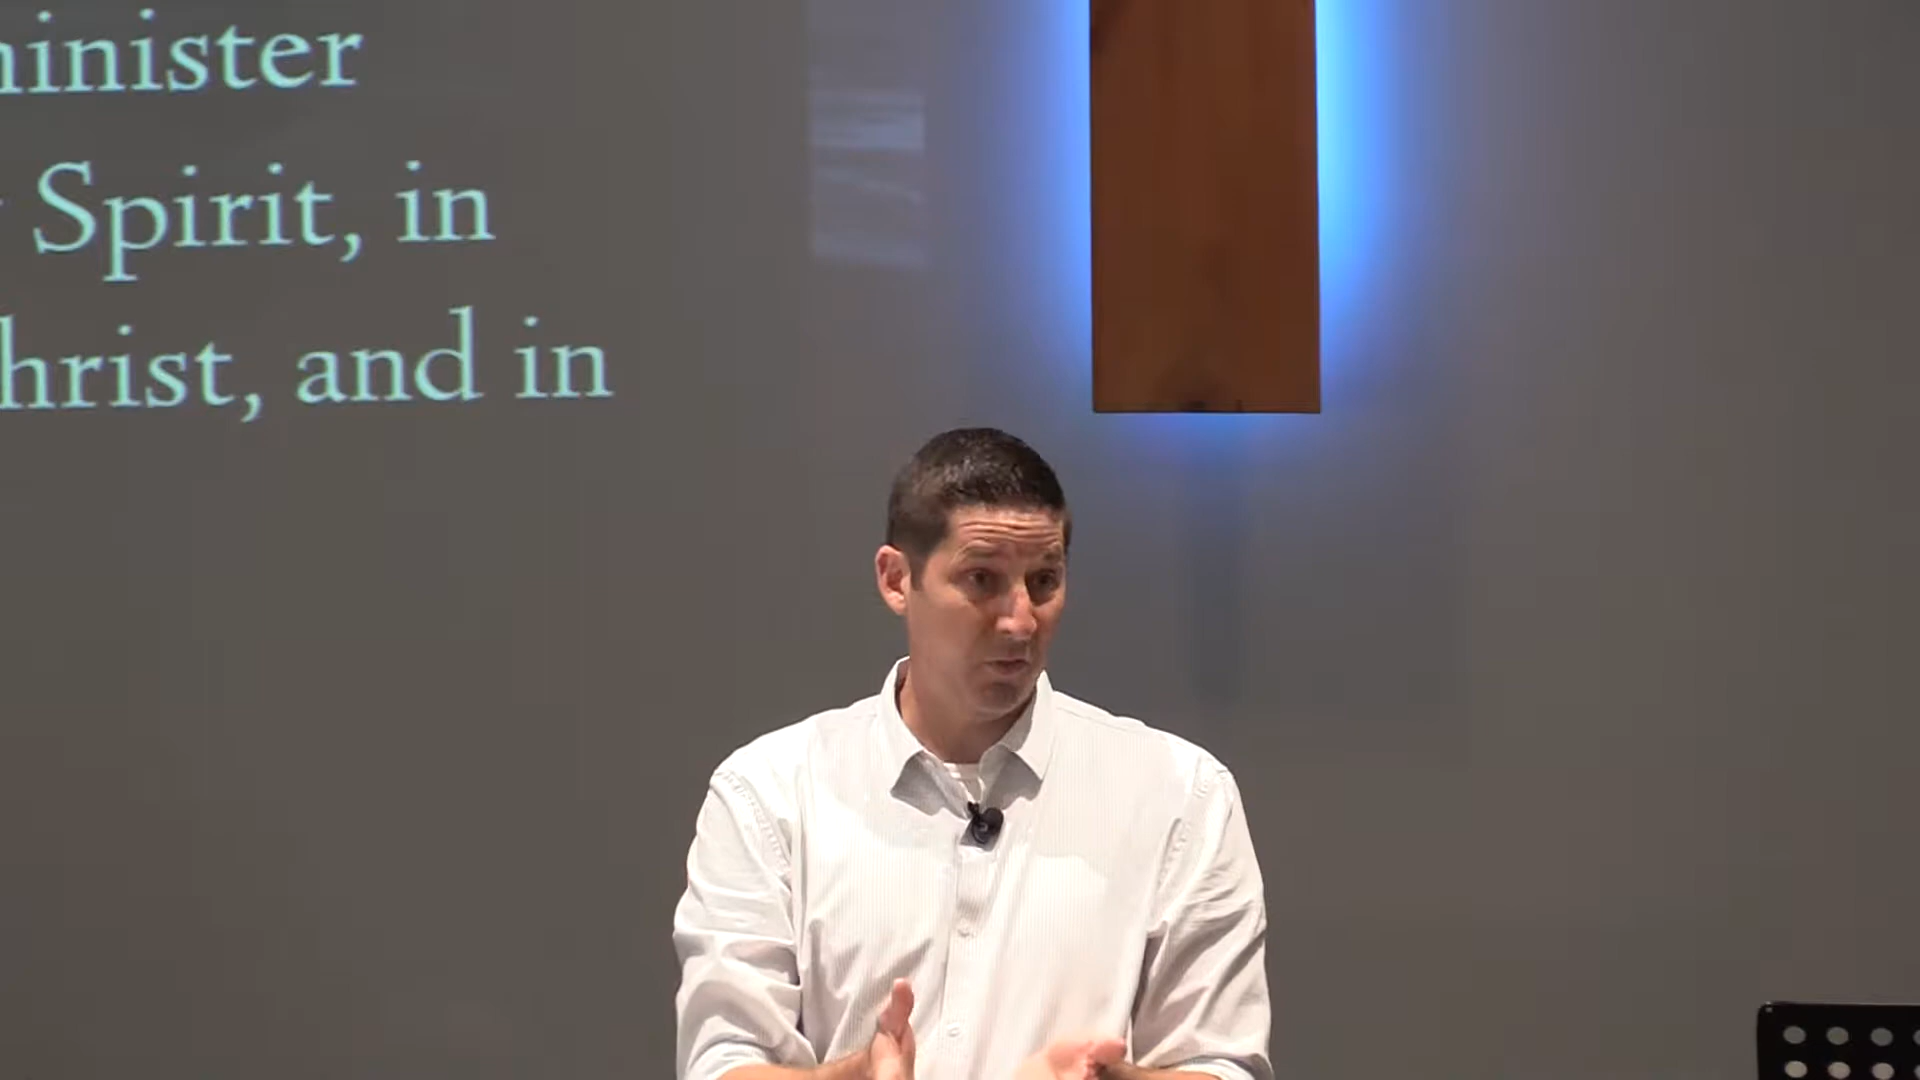 inister
Spirit, in
hrist, and in